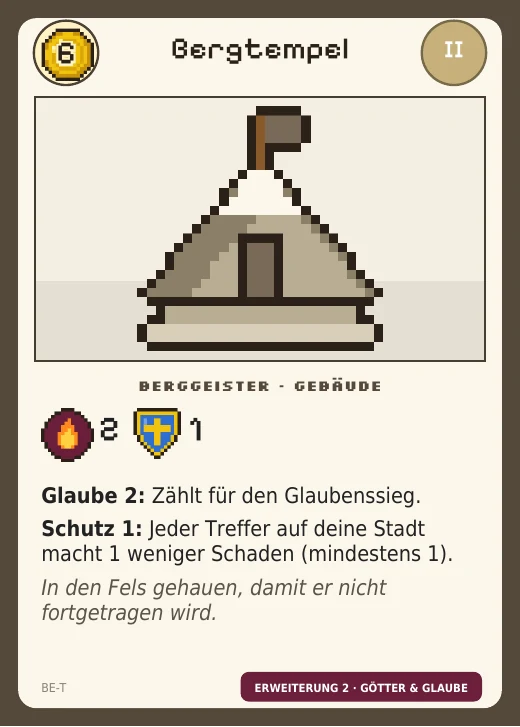 6
Bergtempel
II
BERGGEISTER - GEBÄUDE
2 1
Glaube 2: Zählt für den Glaubenssieg.
Schutz 1: Jeder Treffer auf deine Stadt
macht 1 weniger Schaden (mindestens 1).
In den Fels gehauen, damit er nicht
fortgetragen wird.
BE-T
ERWEITERUNG 2 · GÖTTER & GLAUBE